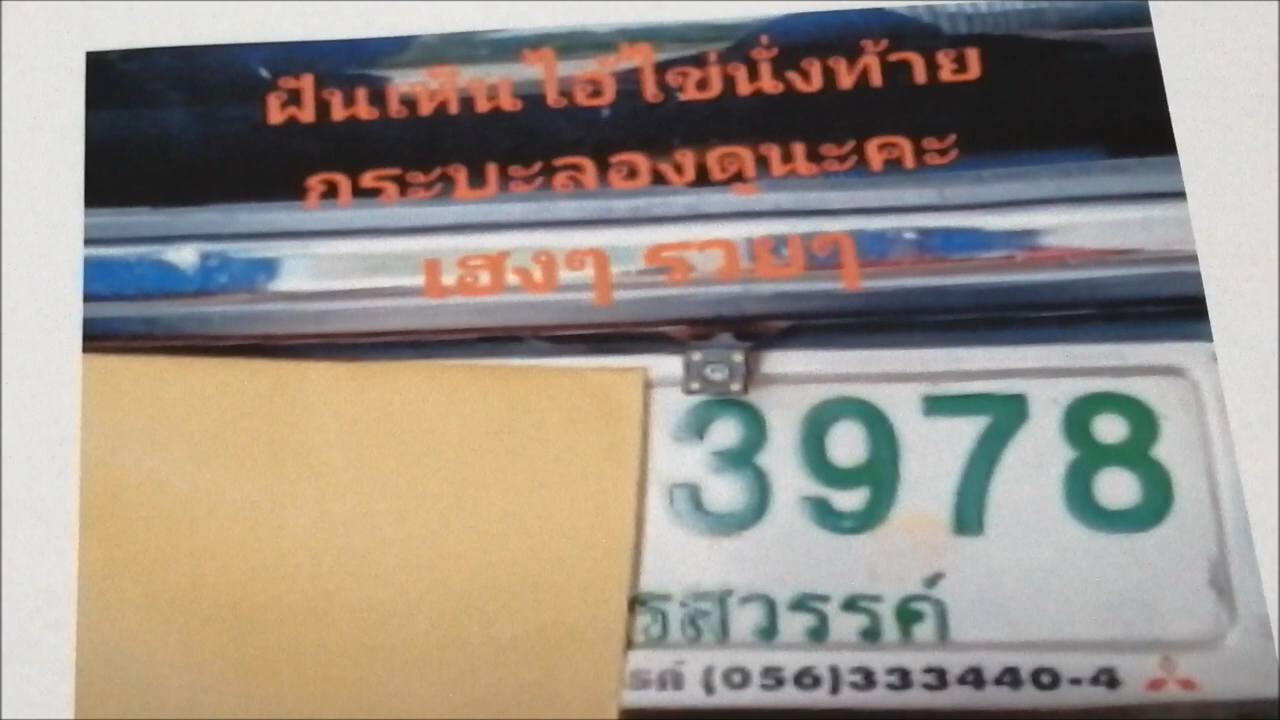 ฝันเห็นไอ้ไข่นั่งท้าย
กระบะลองดูนะคะ
เฮงๆ รวยๆ
3978
รสวรรค์
รค์ (056)333440-4